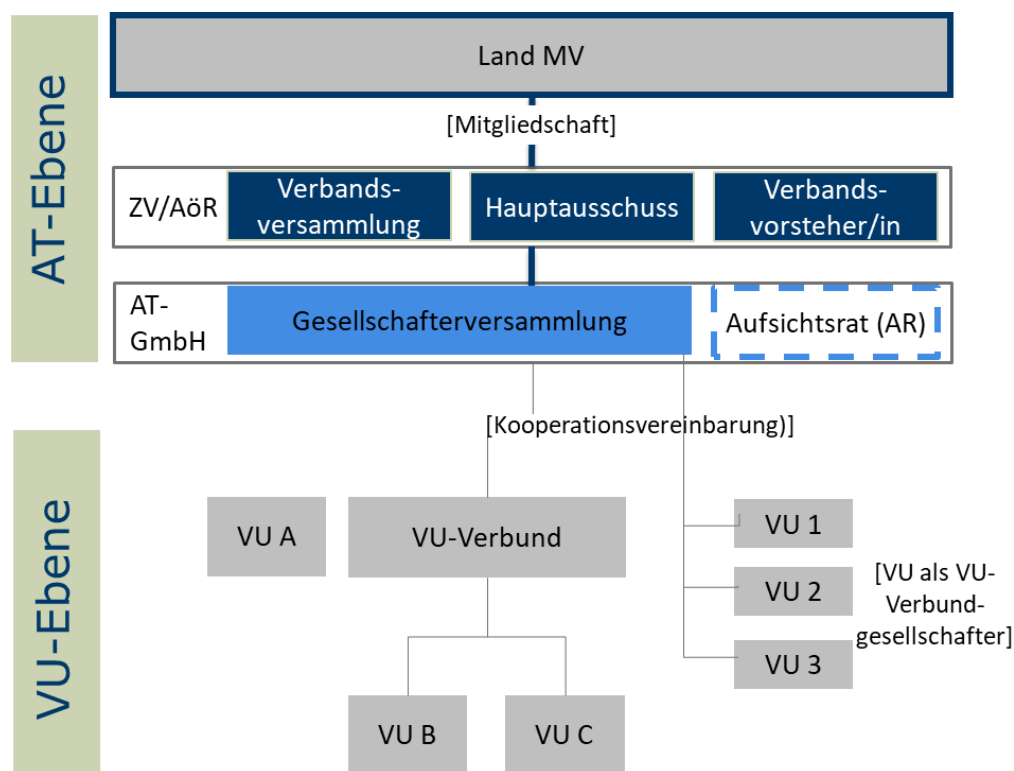 AT-Ebene
Land MV
[Mitgliedschaft]
ZV/AöR
Verbands-
versammlung
Hauptausschuss
Verbands-
vorsteher/in
AT-
GmbH
Gesellschafterversammlung
Aufsichtsrat (AR)
[Kooperationsvereinbarung)]
VU-Ebene
VU A
VU-Verbund
VU 1
VU 2
VU 3
[VU als VU-
Verbund-
gesellschafter]
VU B
VU C